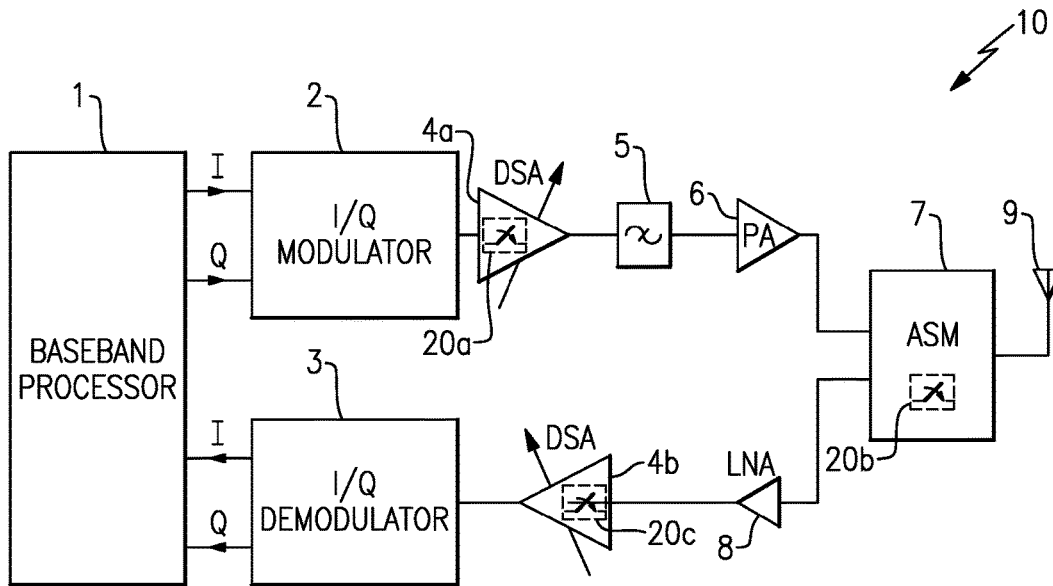 10
1
2
4a
DSA
5
6
PA
7
9
I
Q
I/Q
MODULATOR
20a
BASEBAND
PROCESSOR
ASM
20b
3
I
Q
I/Q
DEMODULATOR
DSA
4b
20c
LNA
8